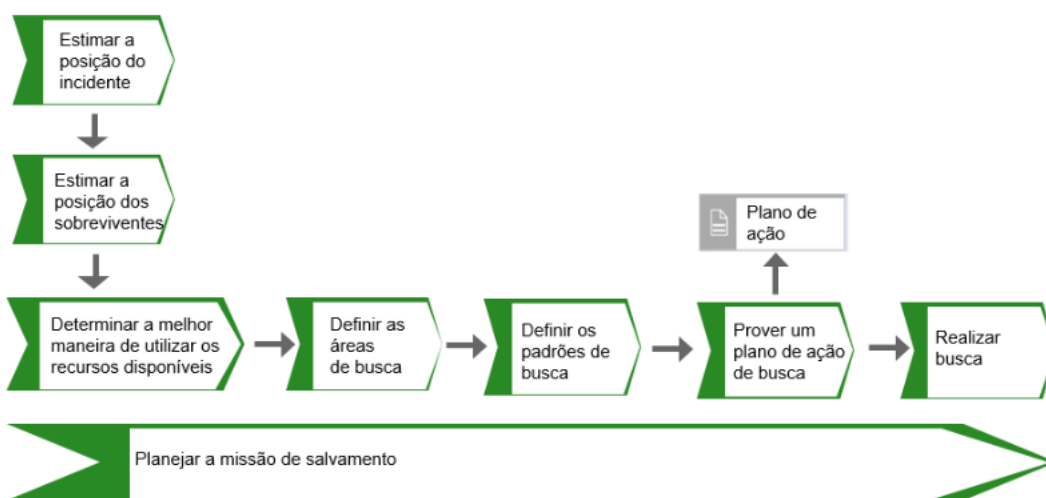 Estimar a
posição do
incidente
Estimar a
posição dos
sobreviventes
Plano de
ação
Determinar a melhor
maneira de utilizar os
recursos disponíveis
Definir as
áreas
de busca
Definir os
padrões de
busca
Prover um
plano de ação
de busca
Realizar
busca
Planejar a missão de salvamento